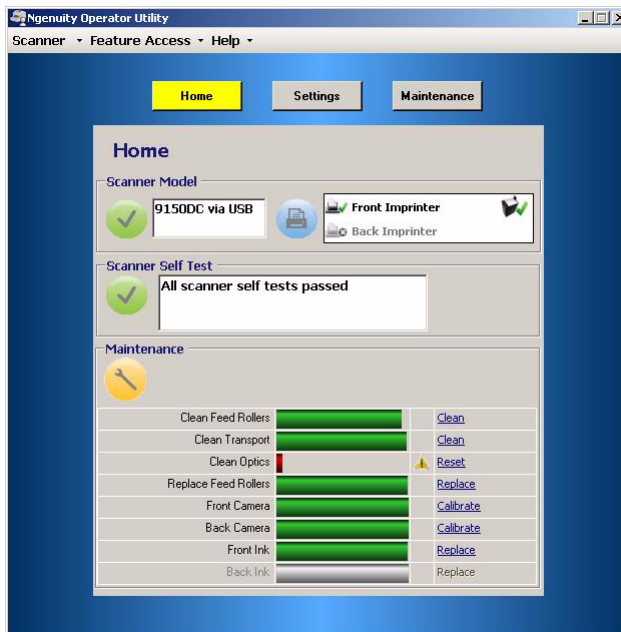 Ngenuity Operator Utility
Scanner Feature Access Help
Home Settings Maintenance
Home
Scanner Model
9150DC via USB
Front Imprinter
Back Imprinter
Scanner Self Test
All scanner self tests passed
Maintenance
Clean Feed Rollers Clean
Clean Transport Clean
Clean Optics Reset
Replace Feed Rollers Replace
Front Camera Calibrate
Back Camera Calibrate
Front Ink Replace
Back Ink Replace